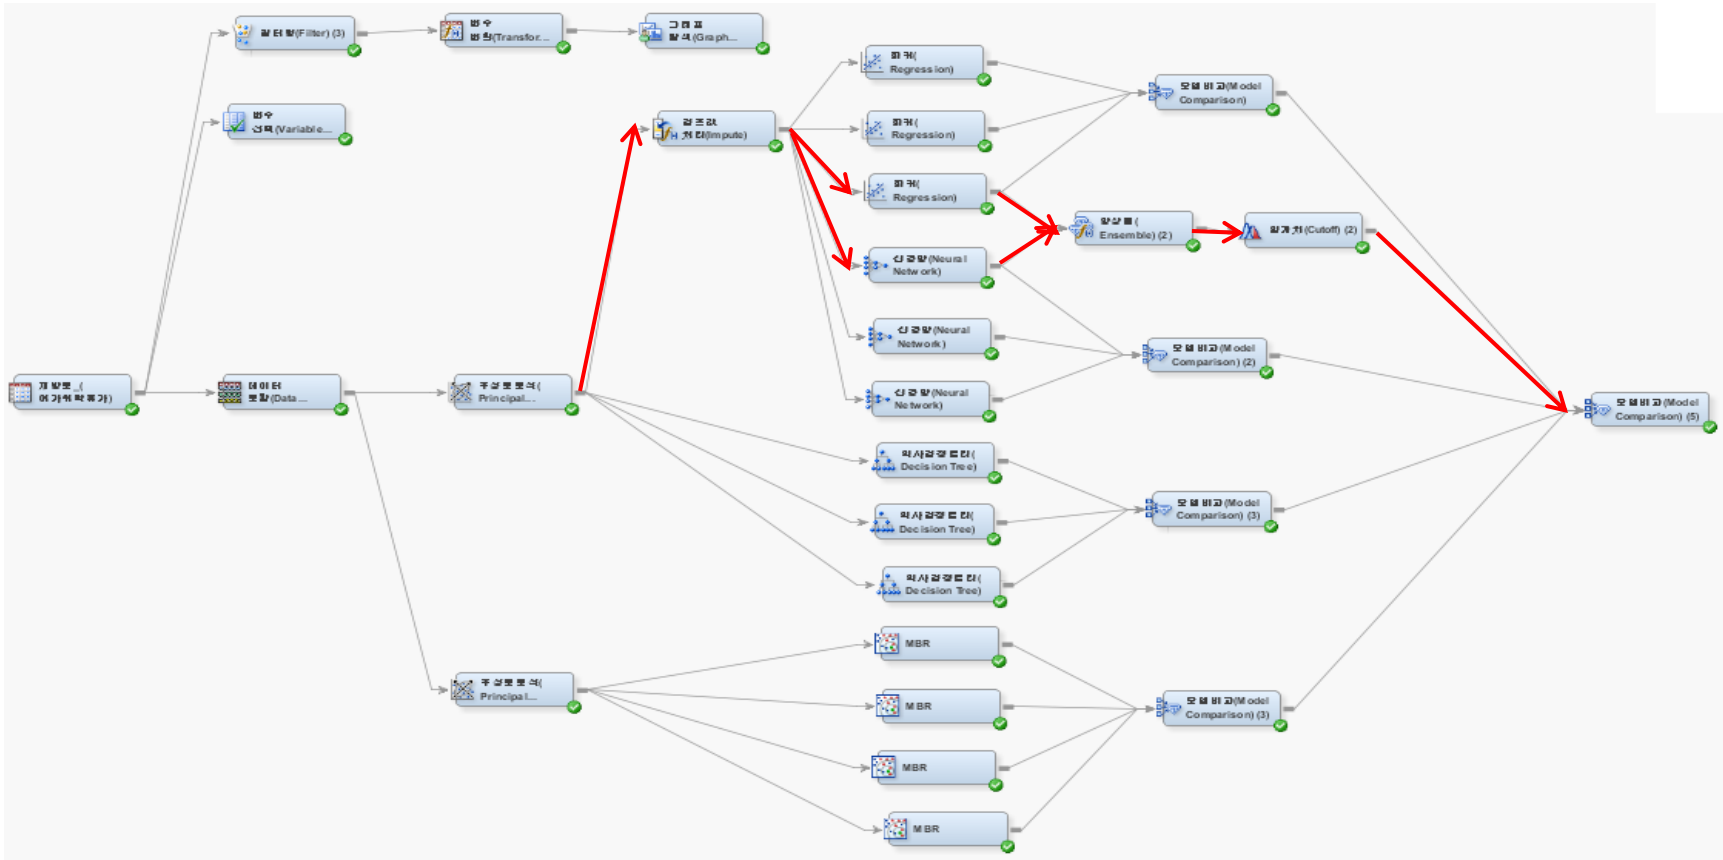 필터링(Filter) (3)
변수
변환(Transfor...
그래프
탐색(Graph...
변수
선택(Variable...
결측값
처리(Impute)
회귀(
Regression)
회귀(
Regression)
회귀(
Regression)
모델 비교(Model
Comparison)
앙상블(
Ensemble) (2)
임계치(Cutoff) (2)
신경망(Neural
Network)
신경망(Neural
Network)
신경망(Neural
Network)
모델 비교(Model
Comparison) (2)
데이터
분할(Data...
주성분 분석(
Principal...
모델 비교(Model
Comparison) (5)
의사결정트리(
Decision Tree)
의사결정트리(
Decision Tree)
의사결정트리(
Decision Tree)
모델 비교(Model
Comparison) (3)
주성분 분석(
Principal...
MBR
MBR
MBR
MBR
모델 비교(Model
Comparison) (3)